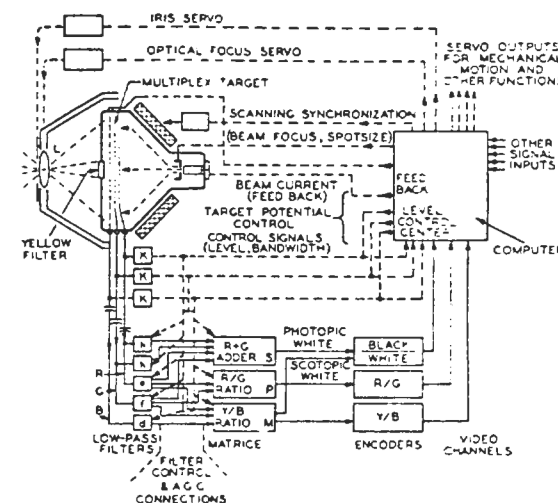 IRIS SERVO
OPTICAL FOCUS SERVO
MULTIPLEX TARGET
SERVO OUTPUTS
FOR MECHANICAL
MOTION AND
OTHER FUNCTIONS
SCANNING SYNCHRONIZATION
(BEAM FOCUS, SPOTSIZE)
OTHER
SIGNAL
INPUTS
L
BEAM CURRENT
(FEED BACK)
TARGET POTENTIAL
CONTROL
CONTROL SIGNALS
(LEVEL, BANDWIDTH)
FEED
BACK
LEVEL
CONTROL
CENTER
COMPUTER
YELLOW
FILTER
K
K
K
h
h
e
f
d
R
G
B
R+G
ADDER S
R/G
RATIO P
Y/B
RATIO M
PHOTOPIC
WHITE
SCOTOPIC
WHITE
BLACK
WHITE
R/G
Y/B
LOW-PASS
FILTERS
MATRICE
ENCODERS
VIDEO
CHANNELS
FILTER
CONTROL
& AGC
CONNECTIONS